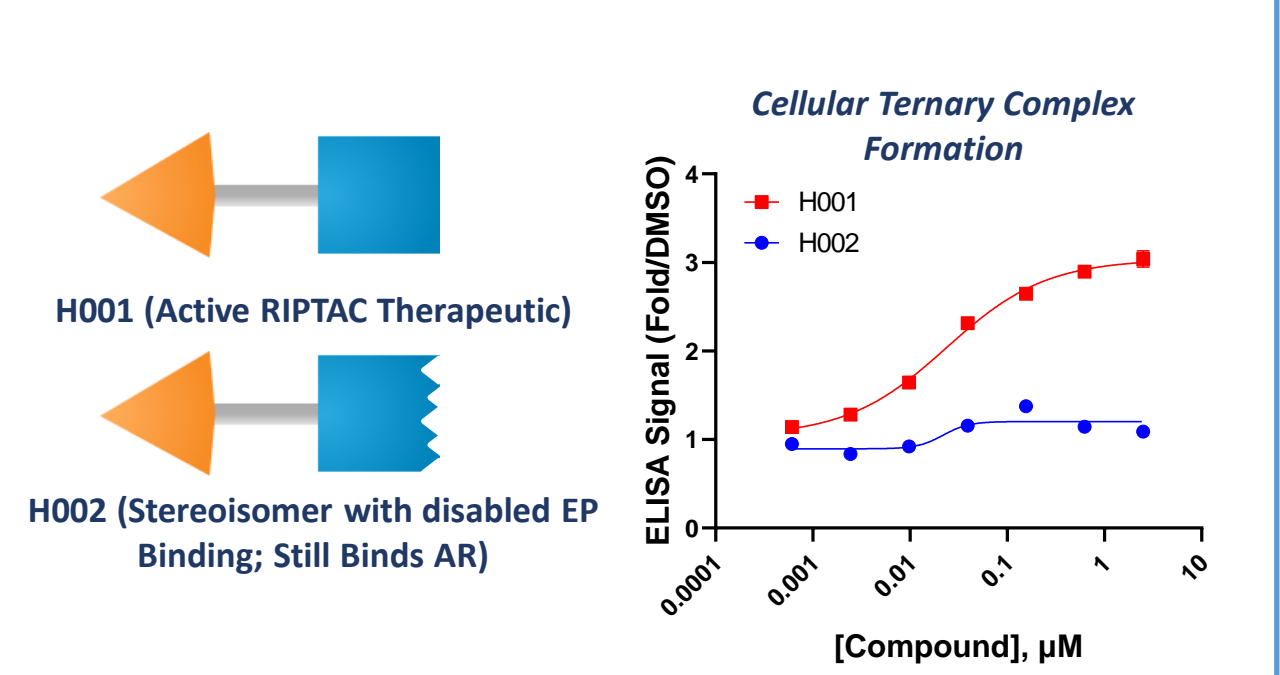 H001 (Active RIPTAC Therapeutic)
H002 (Stereoisomer with disabled EP
Binding; Still Binds AR)
Cellular Ternary Complex
Formation
ELISA Signal (Fold/DMSO)
4
3
2
1
0
H001
H002
0.0001
0.001
0.01
0.1
1
10
[Compound], µM